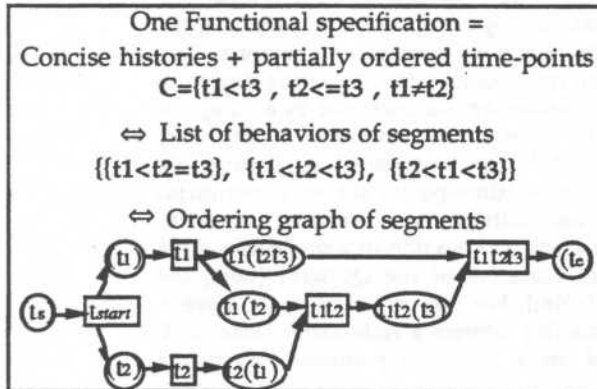 One Functional specification =
Concise histories + partially ordered time-points
C={t1<t3 , t2<=t3 , t1≠t2}
⇔ List of behaviors of segments
{{t1<t2=t3}, {t1<t2<t3}, {t2<t1<t3}}
⇔ Ordering graph of segments
(t1 t1 t1(t2t3) t1t2t3 (te
ts tstart t1(t2 t1t2 t1t2(t3)
(t2 t2 t2(t1)